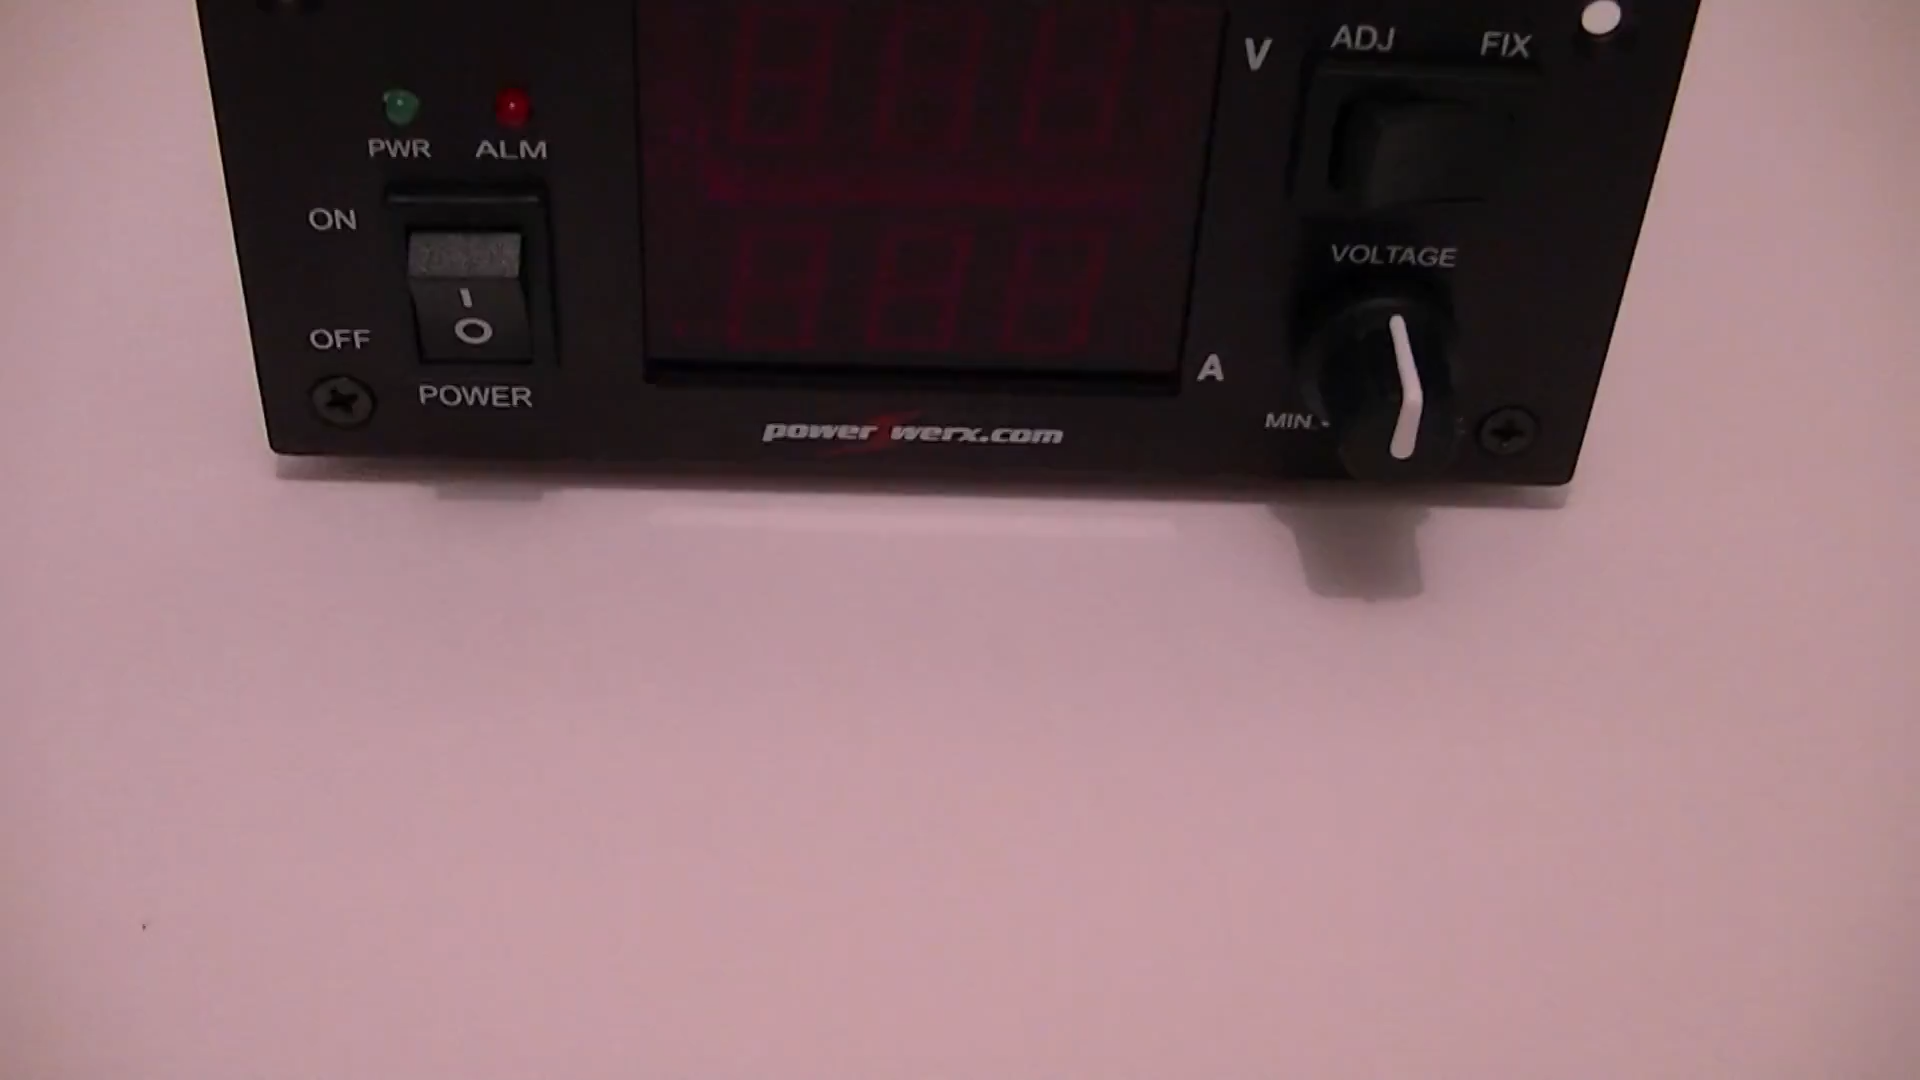 V
ADJ
FIX
PWR
ALM
ON
VOLTAGE
I
O
OFF
A
POWER
MIN.
powerwerx.com